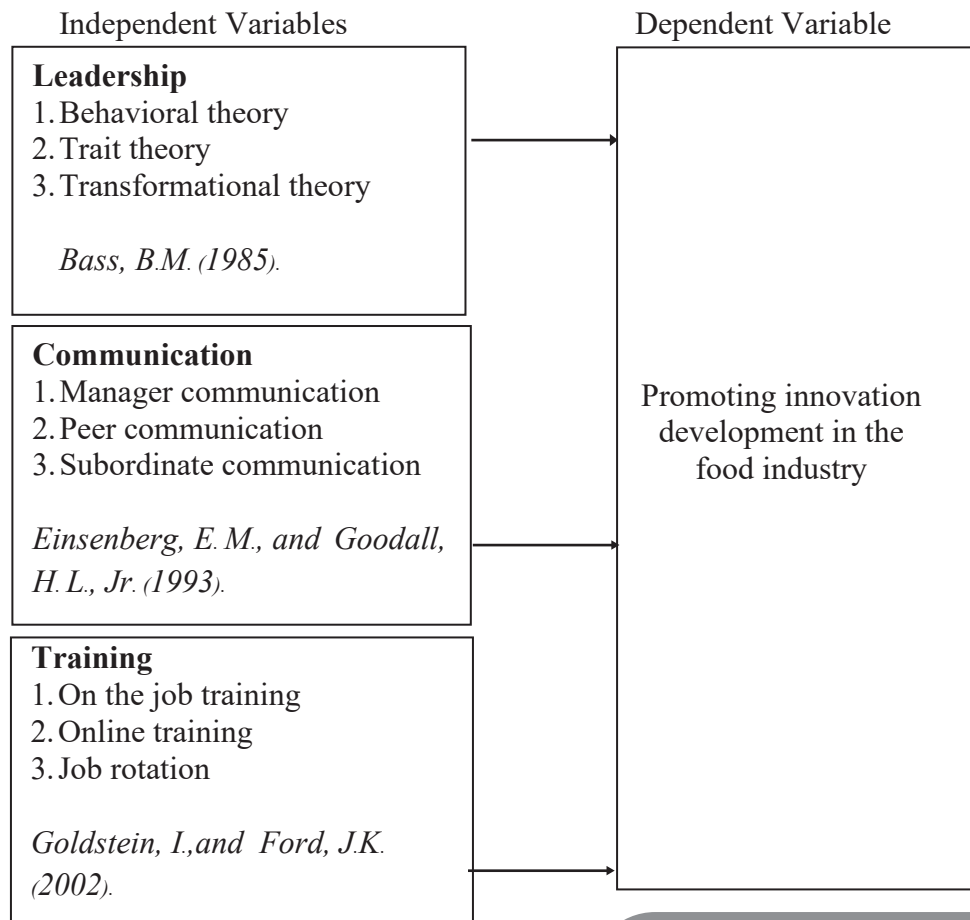 Independent Variables
Dependent Variable
Leadership
1. Behavioral theory
2. Trait theory
3. Transformational theory
Bass, B.M. (1985).
Communication
1. Manager communication
2. Peer communication
3. Subordinate communication
Einsenberg, E. M., and Goodall,
H. L., Jr. (1993).
Training
1. On the job training
2. Online training
3. Job rotation
Goldstein, I.,and Ford, J.K.
(2002).
Promoting innovation
development in the
food industry